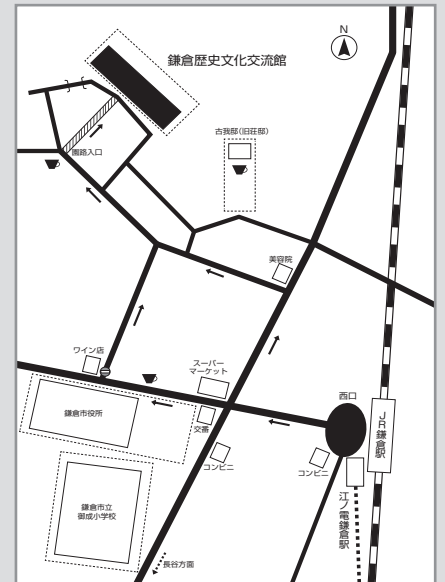 N
鎌倉歴史文化交流館
古我邸(旧荘邸)
園路入口
美容院
ワイン店
スーパー
マーケット
西口
鎌倉市役所
交番
JR鎌倉駅
コンビニ
コンビニ
江ノ電鎌倉駅
鎌倉市立
御成小学校
長谷方面